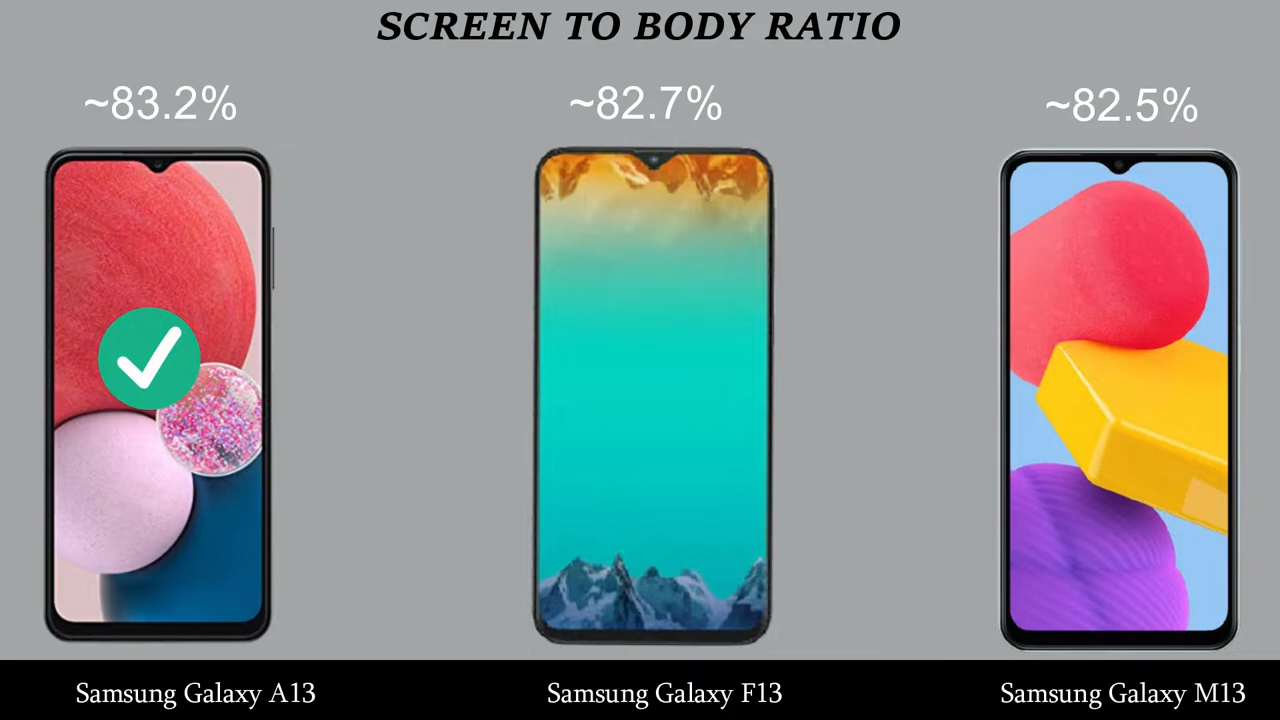 SCREEN TO BODY RATIO
~83.2%
~82.7%
~82.5%
Samsung Galaxy A13
Samsung Galaxy F13
Samsung Galaxy M13